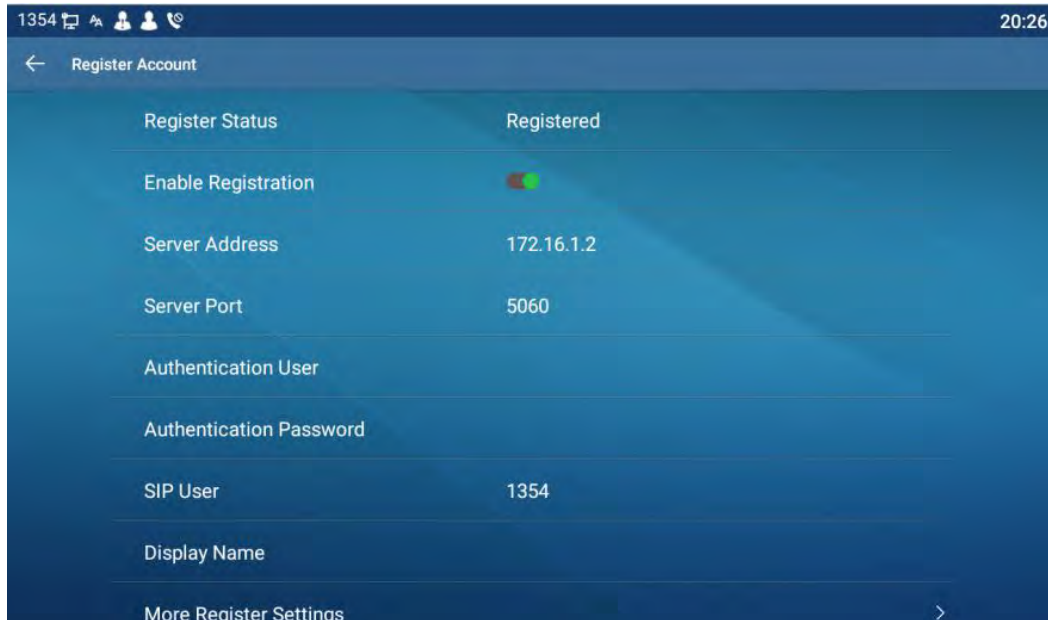 1354 20:26
Register Account
Register Status Registered
Enable Registration
Server Address 172.16.1.2
Server Port 5060
Authentication User
Authentication Password
SIP User 1354
Display Name
More Register Settings